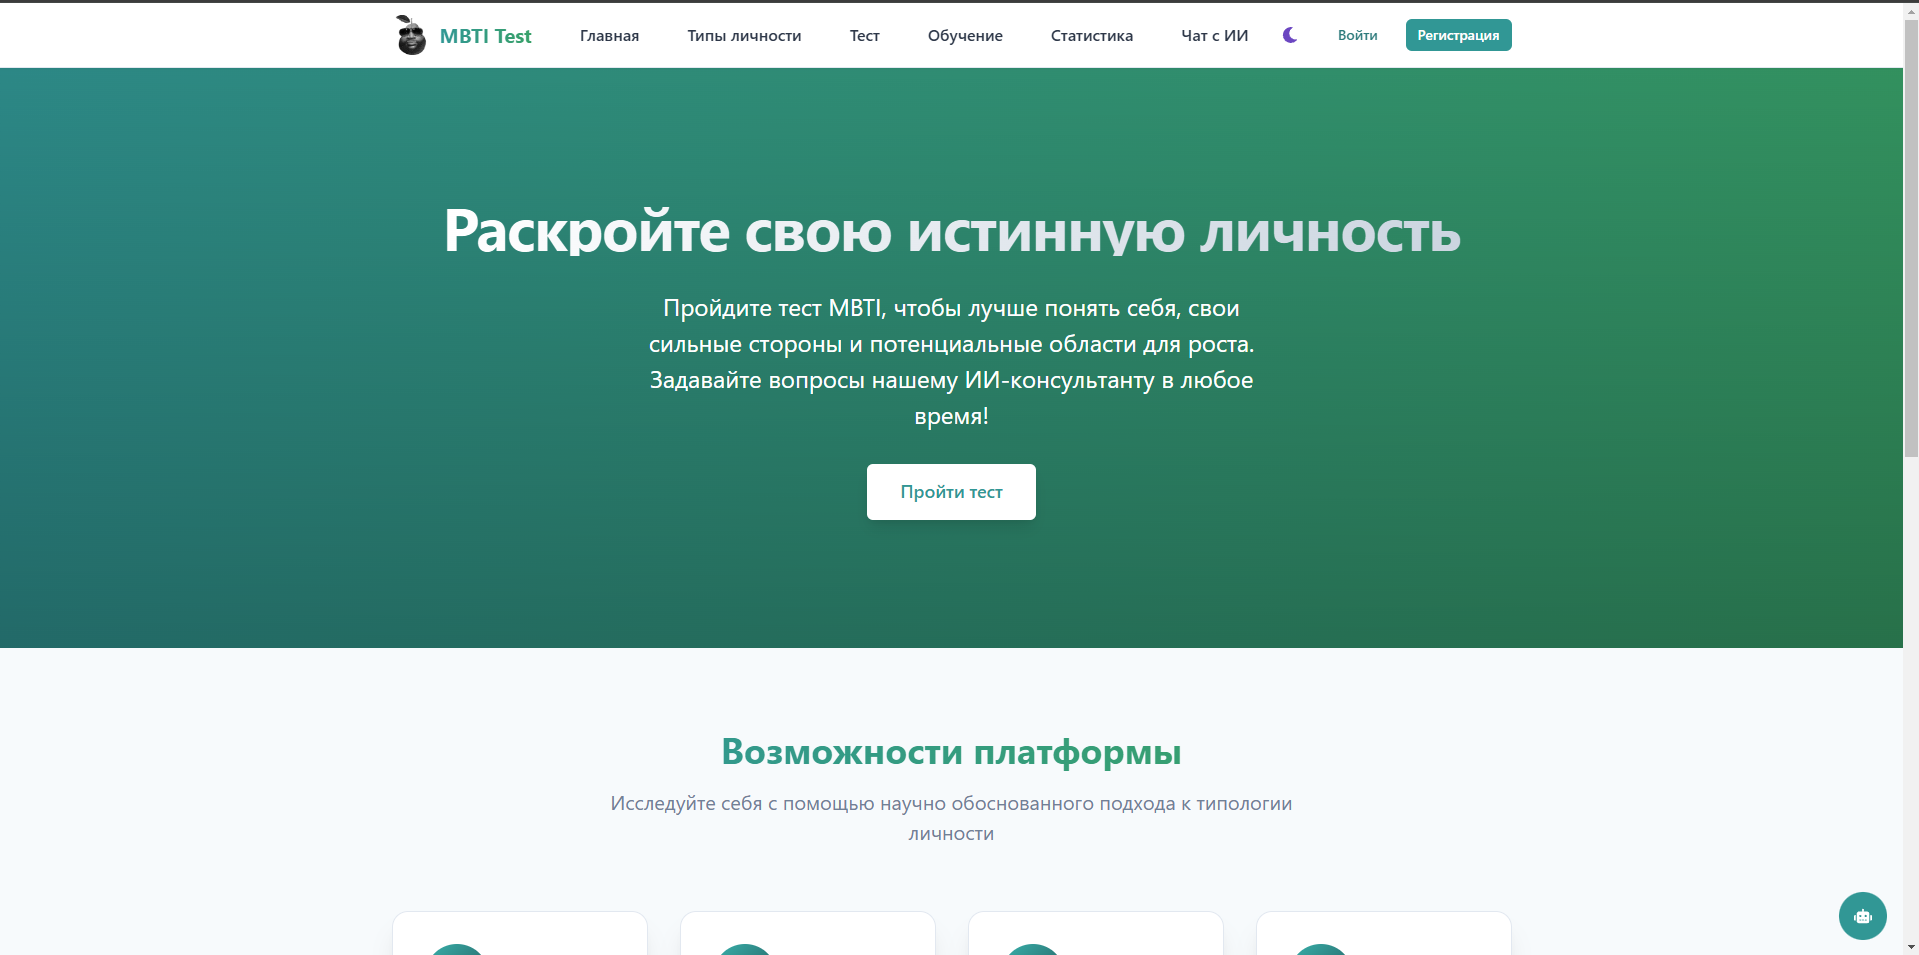 MBTI Test
Главная
Типы личности
Тест
Обучение
Статистика
Чат с ИИ
Войти
Регистрация
Раскройте свою истинную личность
Пройдите тест MBTI, чтобы лучше понять себя, свои
сильные стороны и потенциальные области для роста.
Задавайте вопросы нашему ИИ-консультанту в любое
время!
Пройти тест
Возможности платформы
Исследуйте себя с помощью научно обоснованного подхода к типологии
личности